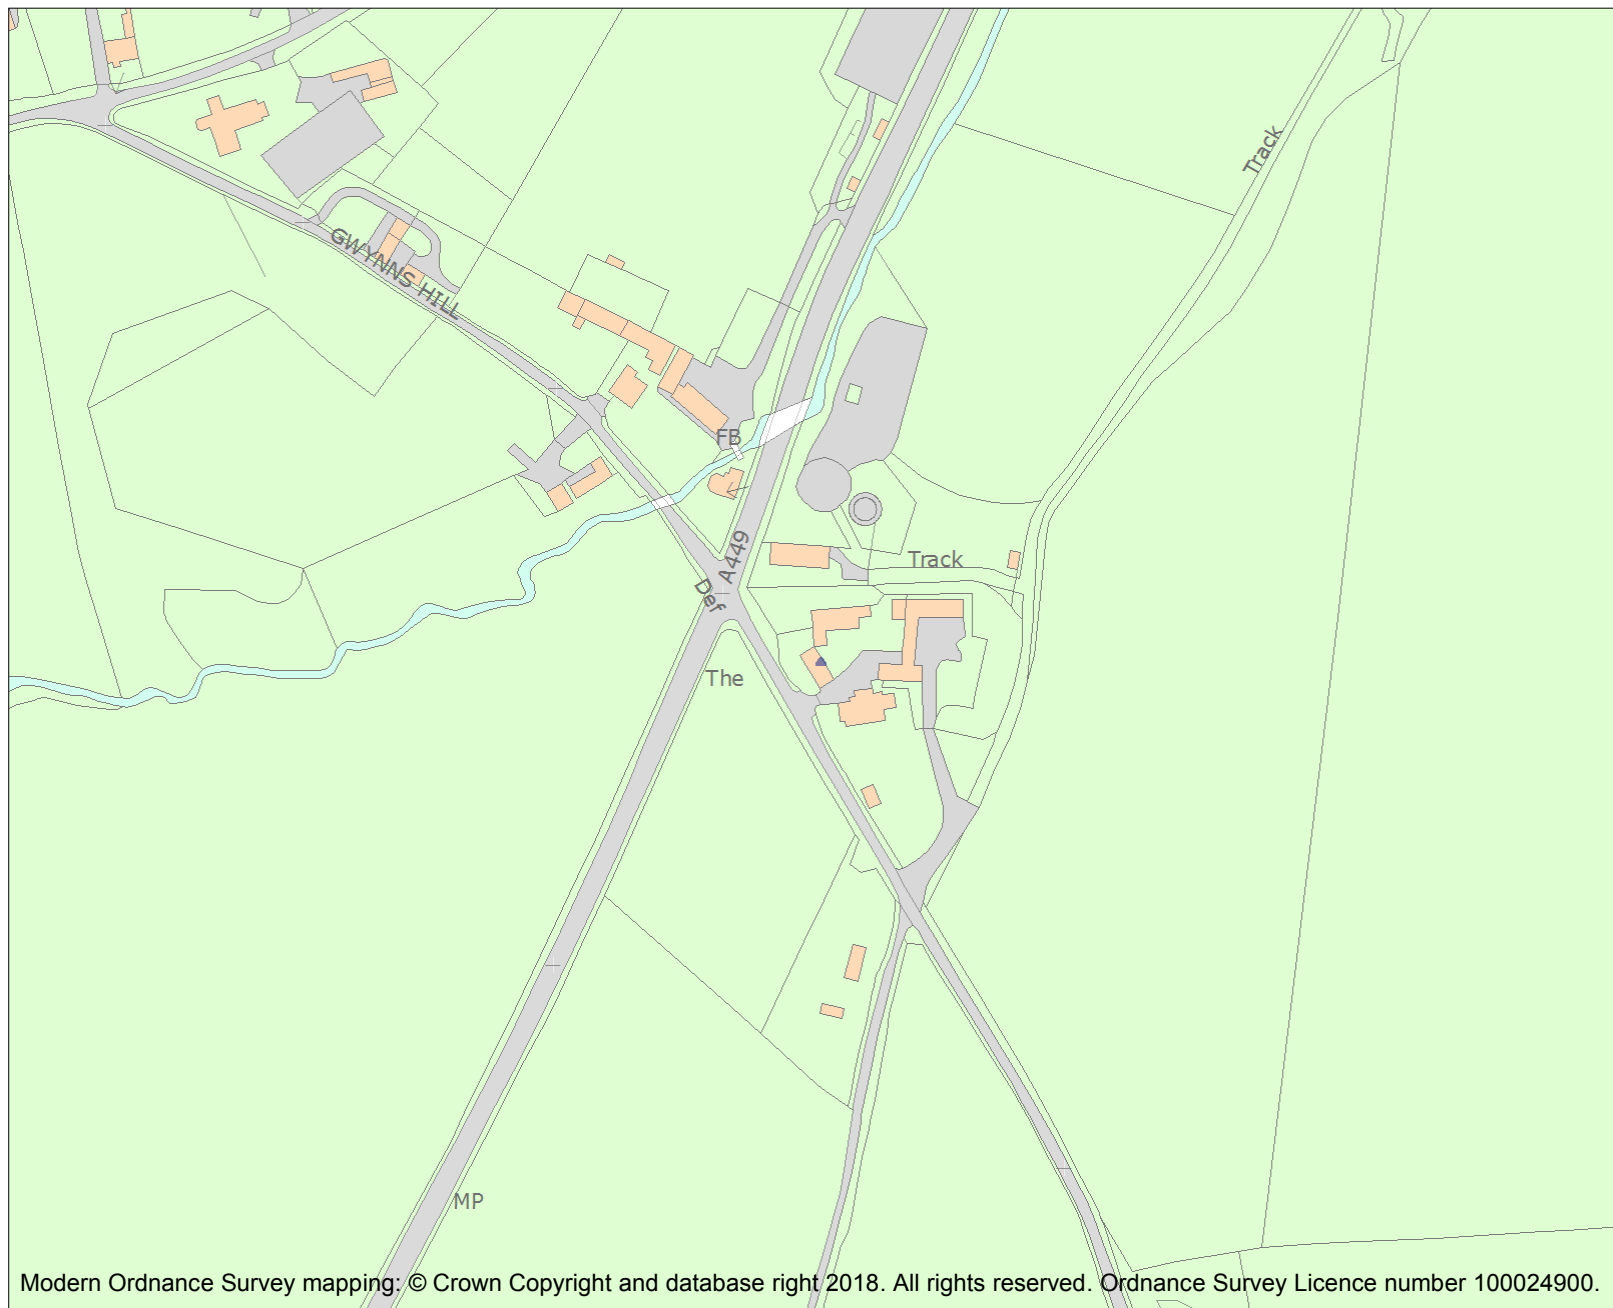 Track
GWYNNS HILL
FB
A449
Track
Def
The
MP
Modern Ordnance Survey mapping: © Crown Copyright and database right 2018. All rights reserved. Ordnance Survey Licence number 100024900.